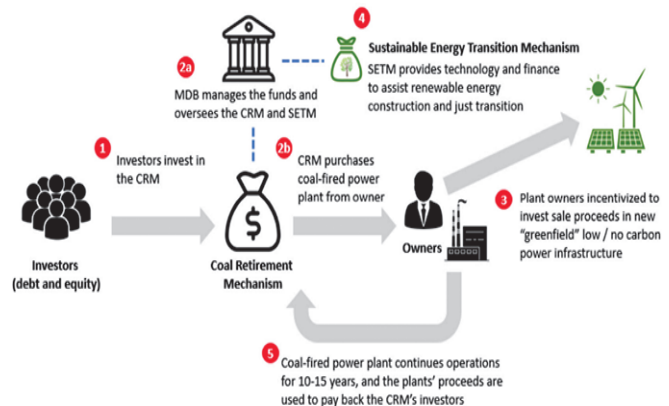 4
Sustainable Energy Transition Mechanism
SETM provides technology and finance
to assist renewable energy
construction and just transition
2a
MDB manages the funds and
oversees the CRM and SETM
1
Investors invest in
the CRM
2b
CRM purchases
coal-fired power
plant from owner
$
Investors
(debt and equity)
Coal Retirement
Mechanism
Owners
3
Plant owners incentivized to
invest sale proceeds in new
"greenfield" low / no carbon
power infrastructure
5
Coal-fired power plant continues operations
for 10-15 years, and the plants' proceeds are
used to pay back the CRM's investors